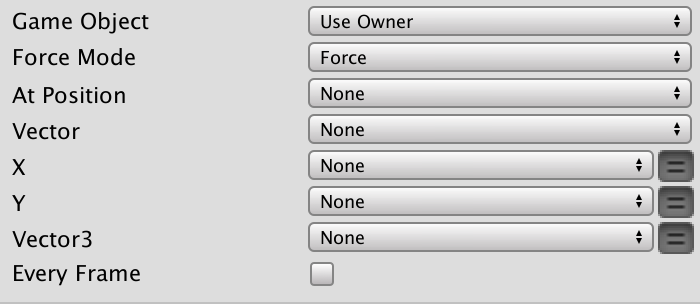 Game Object Use Owner
Force Mode Force
At Position None
Vector None
X None
Y None
Vector3 None
Every Frame